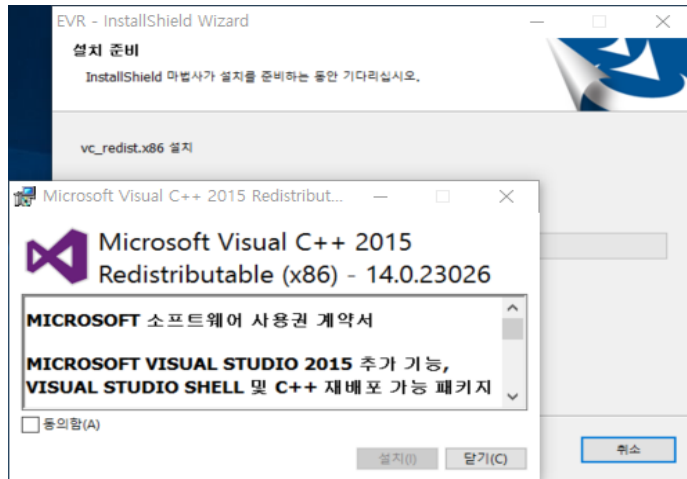 EVR - InstallShield Wizard
설치 준비
InstallShield 마법사가 설치를 준비하는 동안 기다리십시오.
vc_redist.x86 설치
Microsoft Visual C++ 2015 Redistribut...
Microsoft Visual C++ 2015
Redistributable (x86) - 14.0.23026
MICROSOFT 소프트웨어 사용권 계약서
MICROSOFT VISUAL STUDIO 2015 추가 기능,
VISUAL STUDIO SHELL 및 C++ 재배포 가능 패키지
동의함(A)
설치(I)
닫기(C)
취소